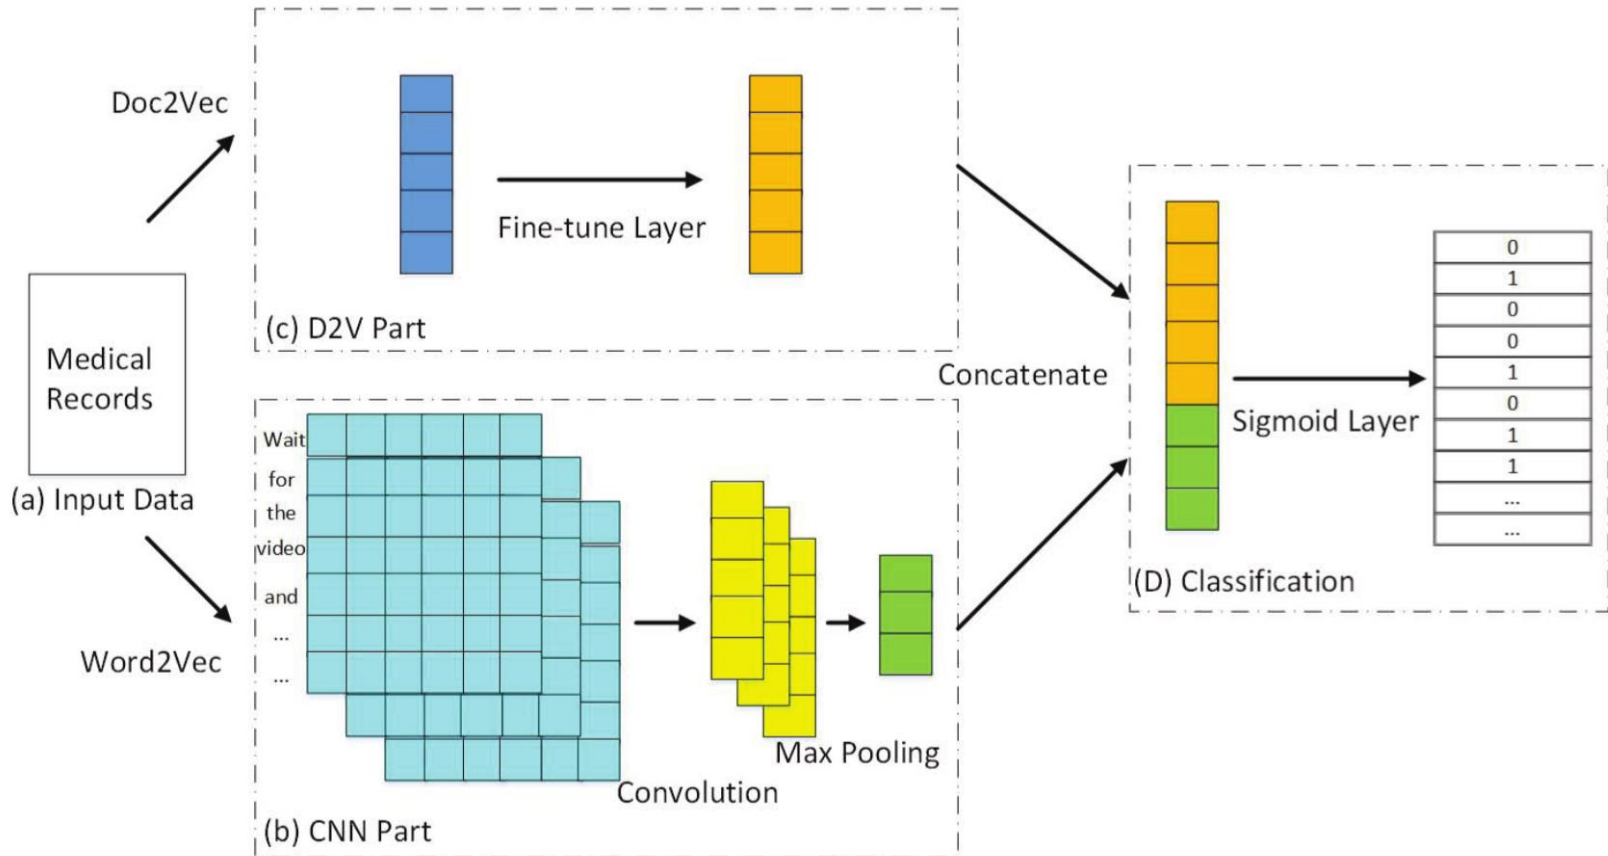 Doc2Vec
Fine-tune Layer
(c) D2V Part
Medical
Records
(a) Input Data
Word2Vec
Wait
for
the
video
and
...
...
Convolution
Max Pooling
(b) CNN Part
Concatenate
Sigmoid Layer
0
1
0
0
1
0
1
1
...
...
(D) Classification